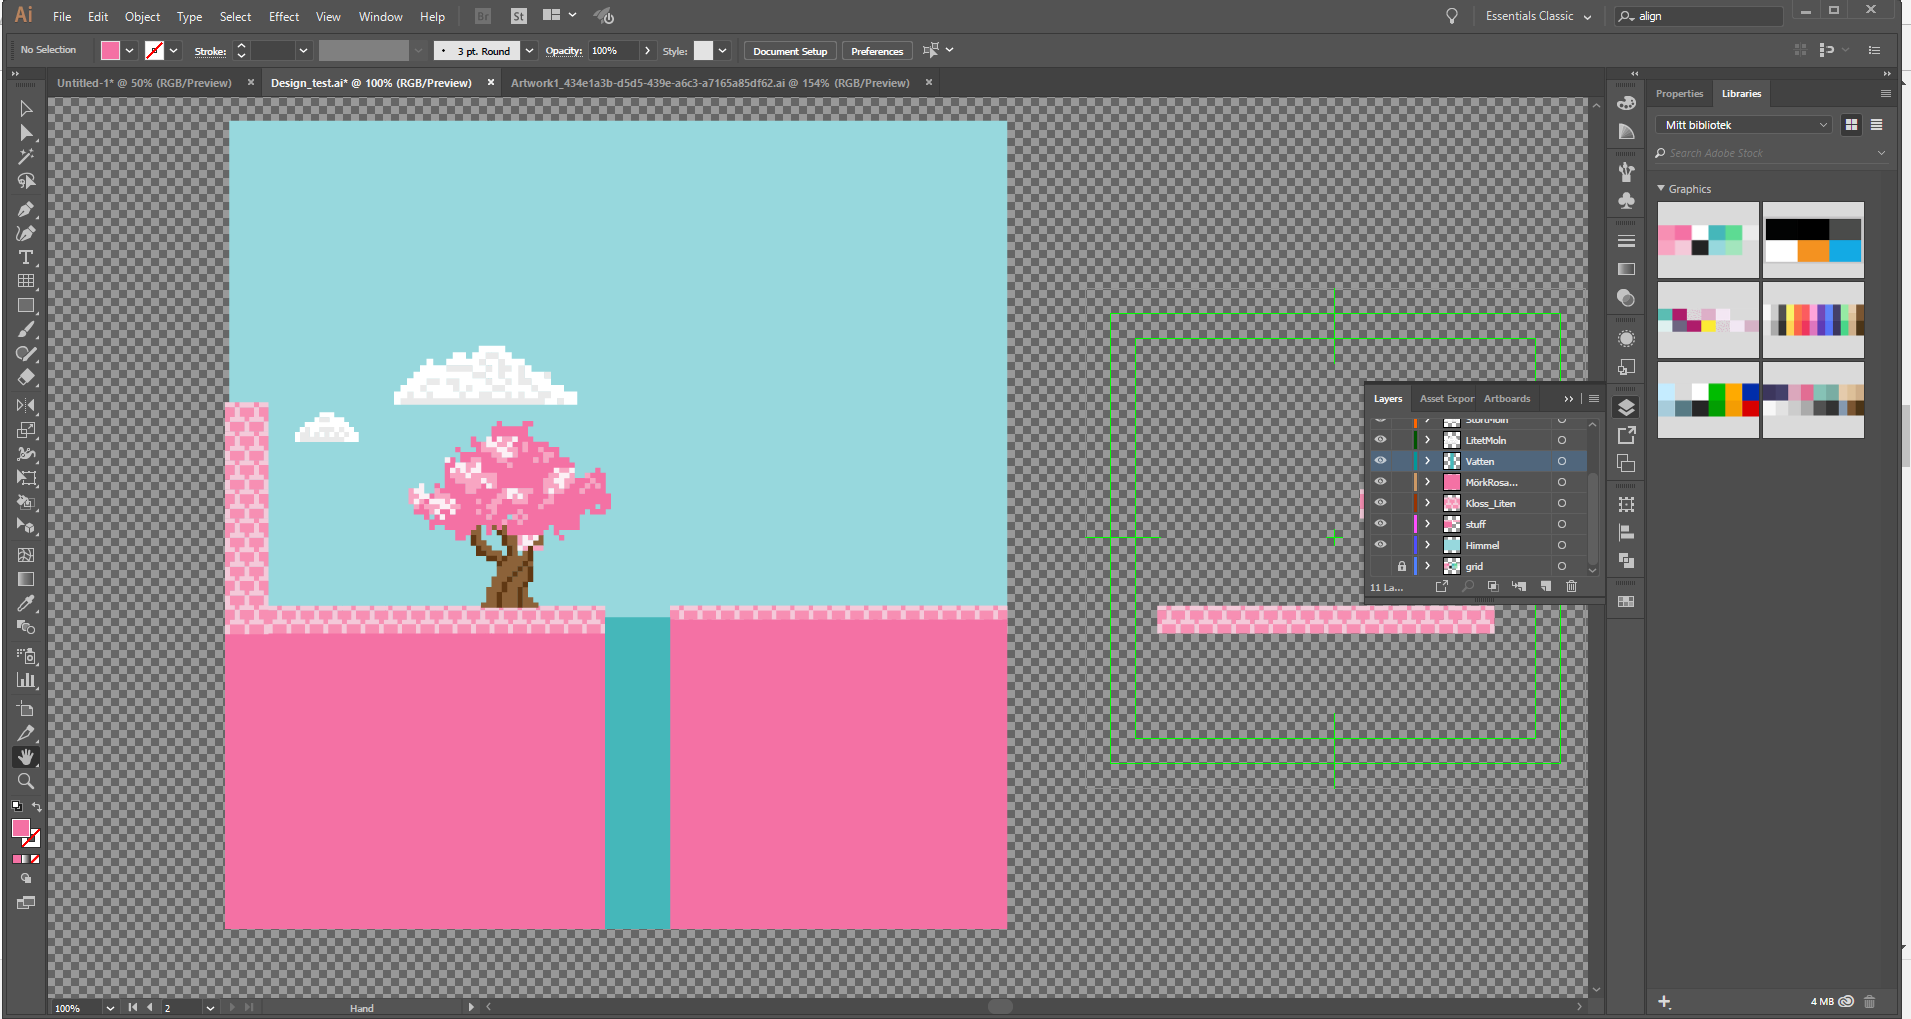 Ai File Edit Object Type Select Effect View Window Help Br St Essentials Classic align
No Selection Stroke: 3 pt. Round Opacity: 100% Style: Document Setup Preferences
Untitled-1* @ 50% (RGB/Preview) × Design_test.ai* @ 100% (RGB/Preview) × Artwork1_434e1a3b-d5d5-439e-a6c3-a7165a85df62.ai @ 154% (RGB/Preview) ×
Properties Libraries
Mitt bibliotek
Search Adobe Stock
Graphics
Layers Asset Expor Artboards
StortMoln
LitetMoln
Vatten
MörkRosa...
Kloss_Liten
stuff
Himmel
grid
11 La...
100% 2 Hand
4 MB